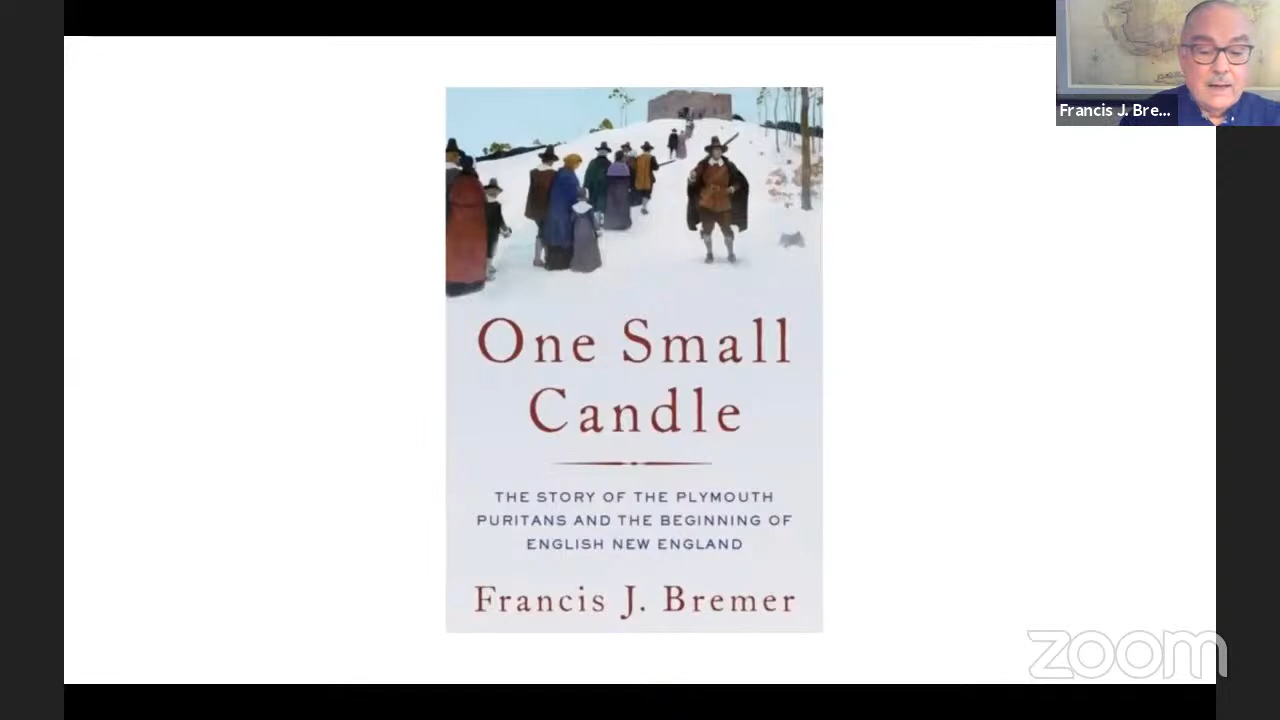 Francis J. Bre...
One Small
Candle
THE STORY OF THE PLYMOUTH
PURITANS AND THE BEGINNING OF
ENGLISH NEW ENGLAND
Francis J. Bremer
zoom